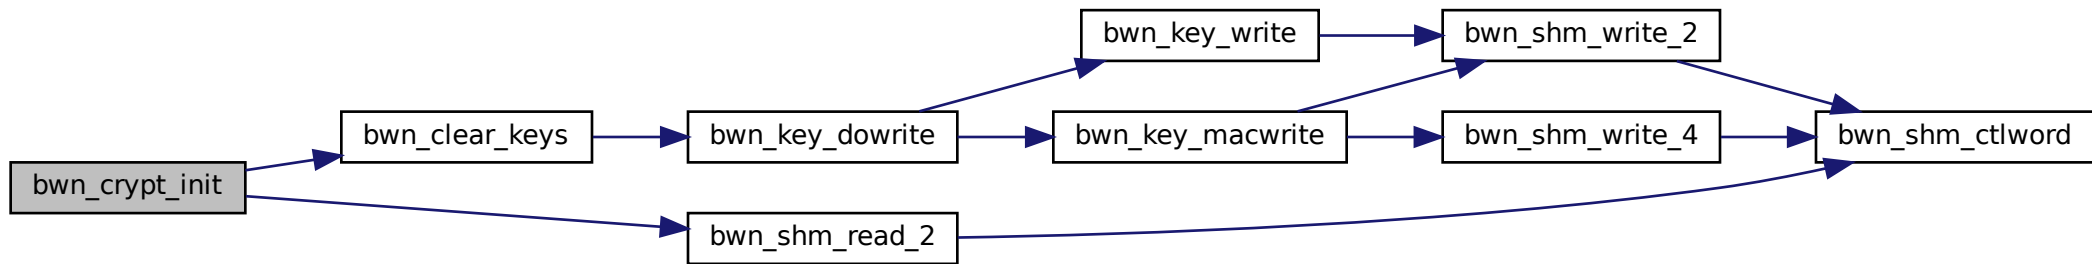 bwn_key_write
bwn_shm_write_2
bwn_clear_keys
bwn_key_dowrite
bwn_key_macwrite
bwn_shm_write_4
bwn_shm_ctlword
bwn_crypt_init
bwn_shm_read_2